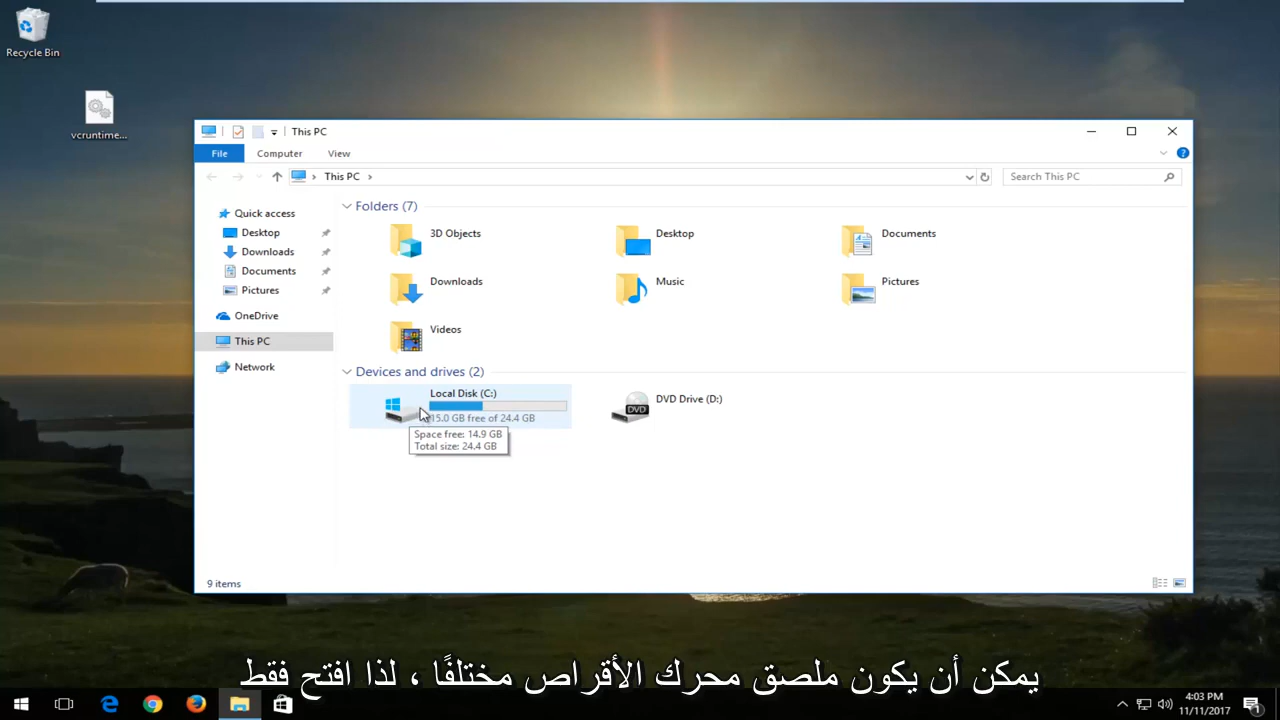 Recycle Bin
vcruntime...
This PC
File Computer View
This PC
Search This PC
Quick access
Desktop
Downloads
Documents
Pictures
OneDrive
This PC
Network
Folders (7)
3D Objects
Desktop
Documents
Downloads
Music
Pictures
Videos
Devices and drives (2)
Local Disk (C:)
15.0 GB free of 24.4 GB
Space free: 14.9 GB
Total size: 24.4 GB
DVD Drive (D:)
DVD
9 items
يمكن أن يكون ملصق محرك الأقراص مختلفًا ، لذا افتح فقط
4:03 PM
11/11/2017
1